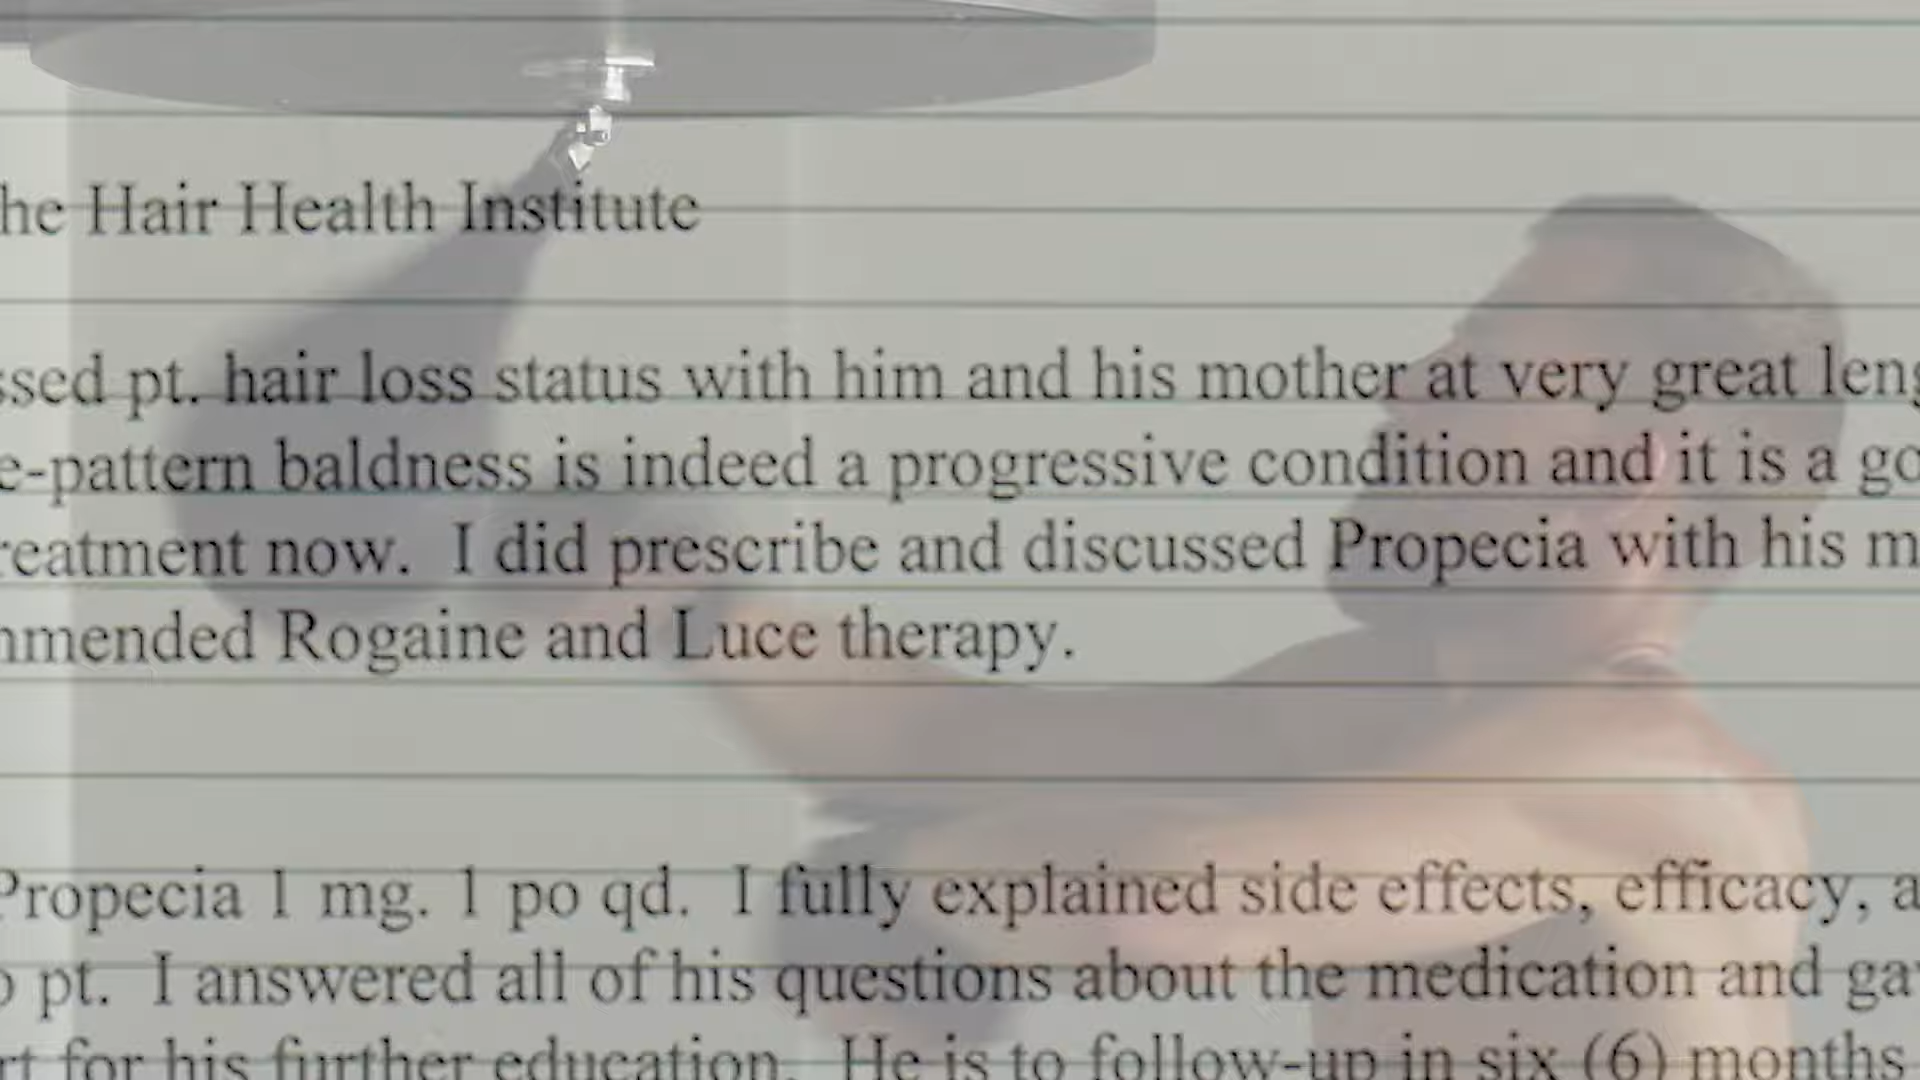 he Hair Health Institute
ssed pt. hair loss status with him and his mother at very great leng
e-pattern baldness is indeed a progressive condition and it is a go
reatment now. I did prescribe and discussed Propecia with his m
mmended Rogaine and Luce therapy.
Propecia 1 mg. 1 po qd. I fully explained side effects, efficacy, a
o pt. I answered all of his questions about the medication and gav
rt for his further education. He is to follow-up in six (6) months